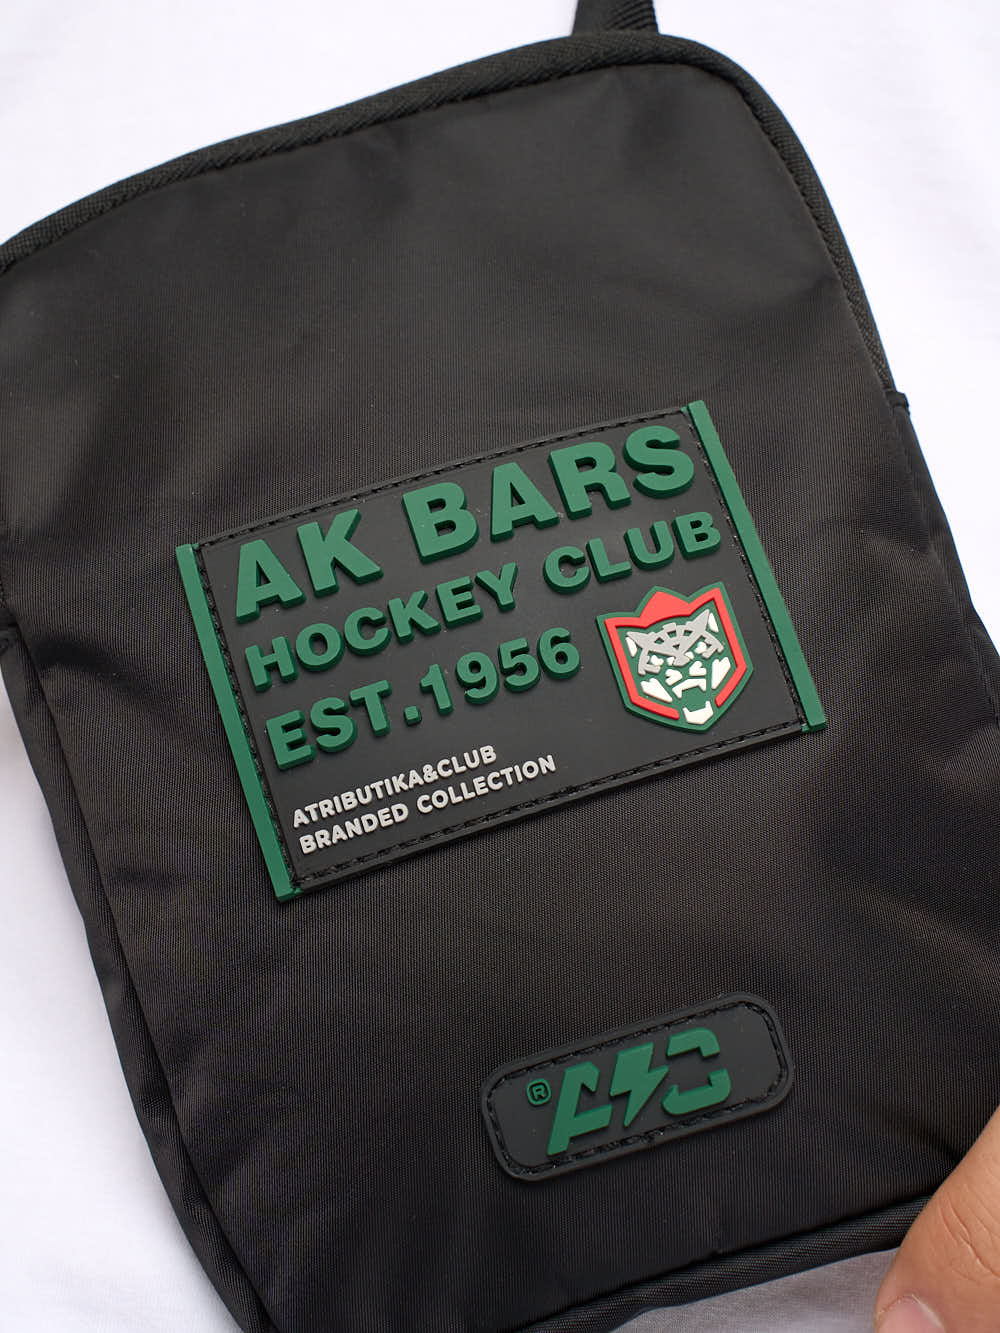 AK BARS
HOCKEY CLUB
EST.1956
ATRIBUTIKA&CLUB
BRANDED COLLECTION
® A C